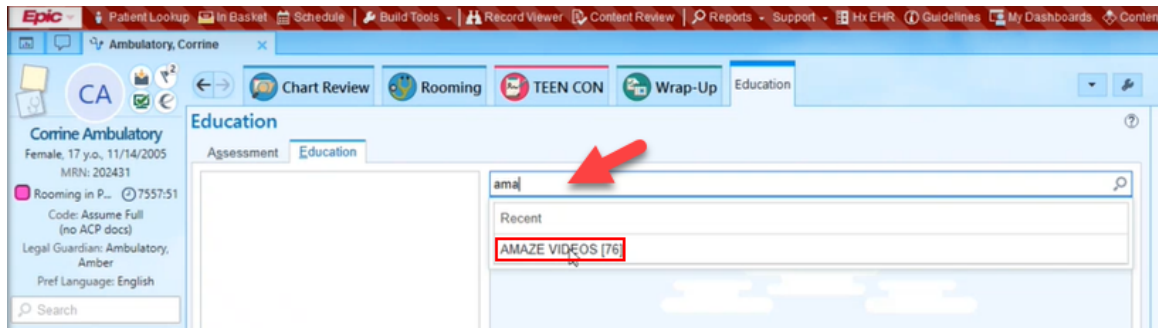 Epic Patient Lookup In Basket Schedule Build Tools Record Viewer Content Review Reports Support Hx EHR Guidelines My Dashboards Conten
Ambulatory, Corrine ×
CA 2
Chart Review Rooming TEEN CON Wrap-Up Education
Corrine Ambulatory
Female, 17 y.o., 11/14/2005
MRN: 202431
Rooming in P... 7557:51
Code: Assume Full
(no ACP docs)
Legal Guardian: Ambulatory,
Amber
Pref Language: English
Search
Education
Assessment Education
ama
Recent
AMAZE VIDEOS [76]